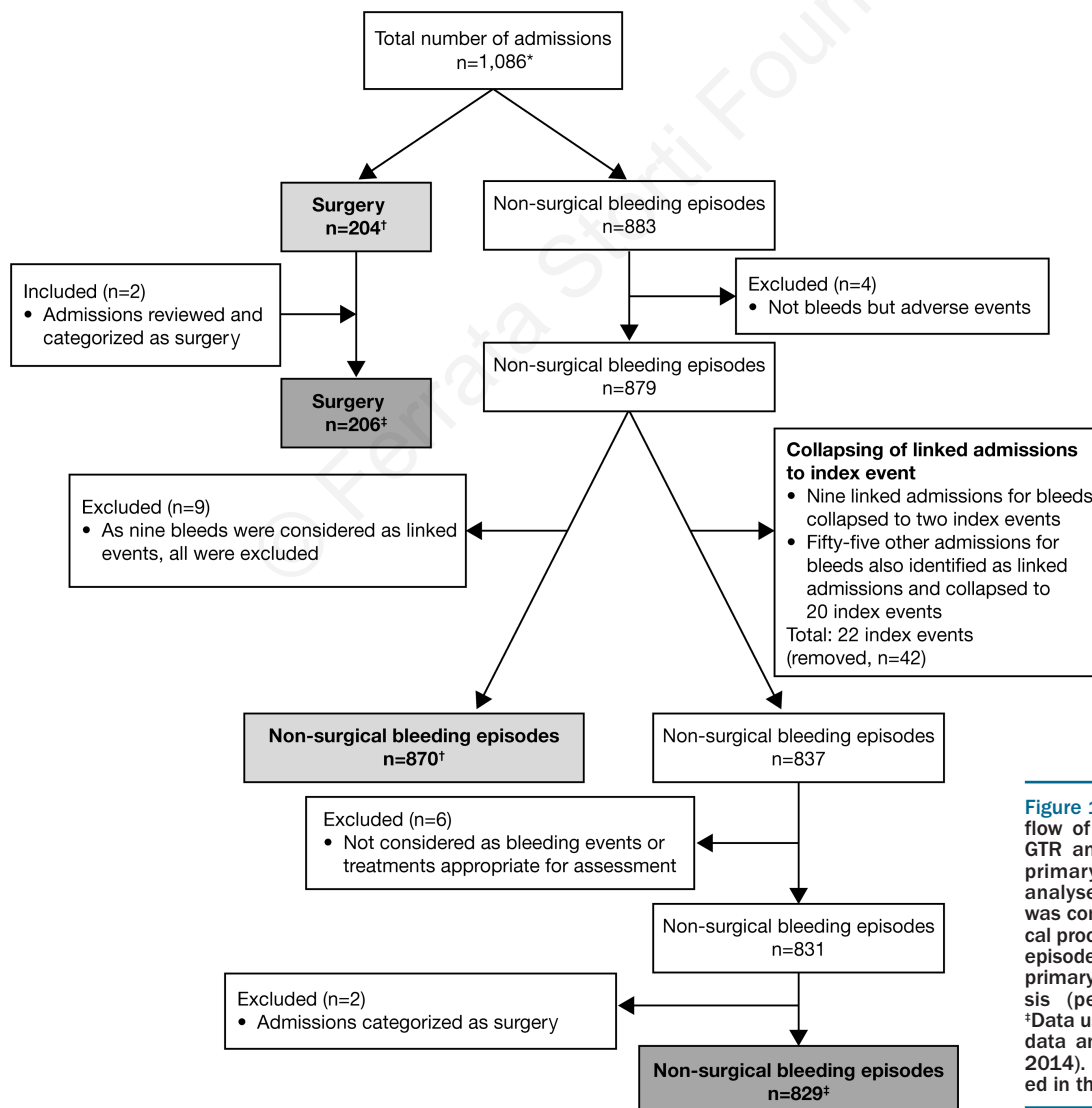 Total number of admissions
n=1,086*
Surgery
n=204†
Non-surgical bleeding episodes
n=883
Included (n=2)
• Admissions reviewed and
categorized as surgery
Excluded (n=4)
• Not bleeds but adverse events
Surgery
n=206‡
Non-surgical bleeding episodes
n=879
Collapsing of linked admissions
to index event
• Nine linked admissions for bleeds
collapsed to two index events
• Fifty-five other admissions for
bleeds also identified as linked
admissions and collapsed to
20 index events
Total: 22 index events
(removed, n=42)
Excluded (n=9)
• As nine bleeds were considered as linked
events, all were excluded
Non-surgical bleeding episodes
n=870†
Non-surgical bleeding episodes
n=837
Excluded (n=6)
• Not considered as bleeding events or
treatments appropriate for assessment
Non-surgical bleeding episodes
n=831
Excluded (n=2)
• Admissions categorized as surgery
Non-surgical bleeding episodes
n=829‡
Figure 1
flow of
GTR an
primary
analyse
was con
cal proc
episode
primary
sis (pe
‡Data u
data an
2014).
ed in th
© Ferrata Storti Foun